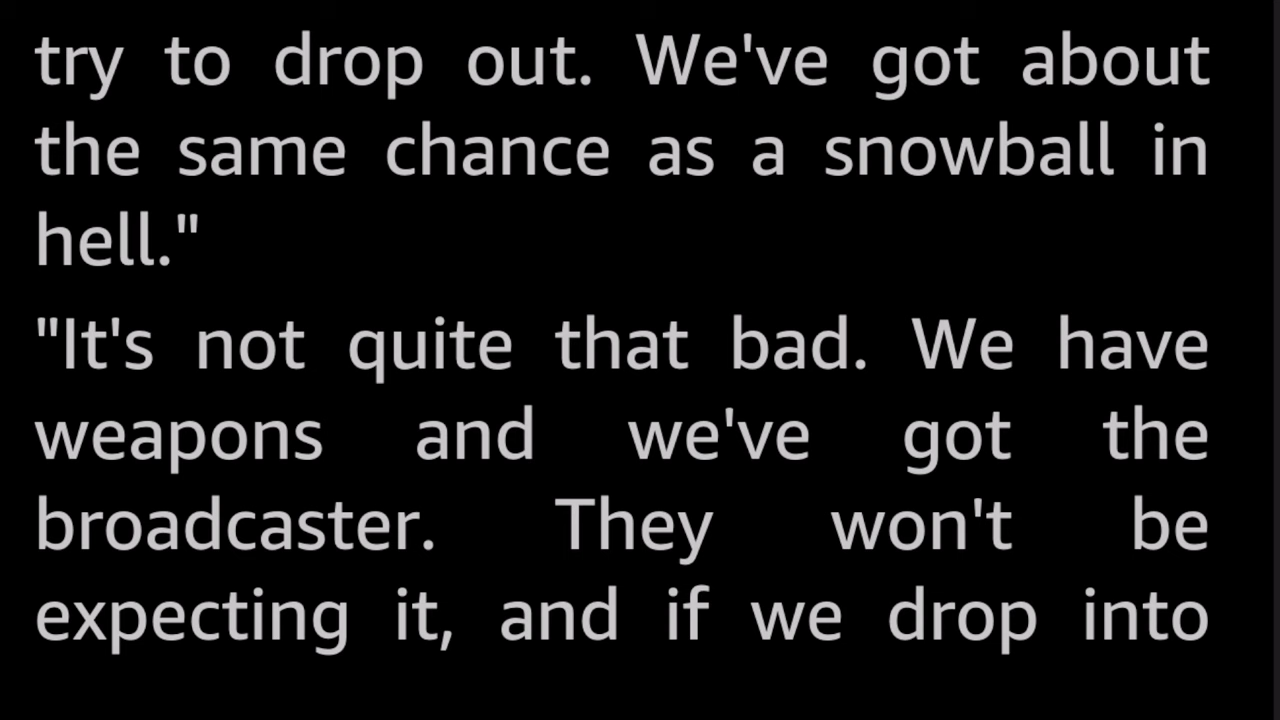 try to drop out. We've got about
the same chance as a snowball in
hell."
"It's not quite that bad. We have
weapons and we've got the
broadcaster. They won't be
expecting it, and if we drop into